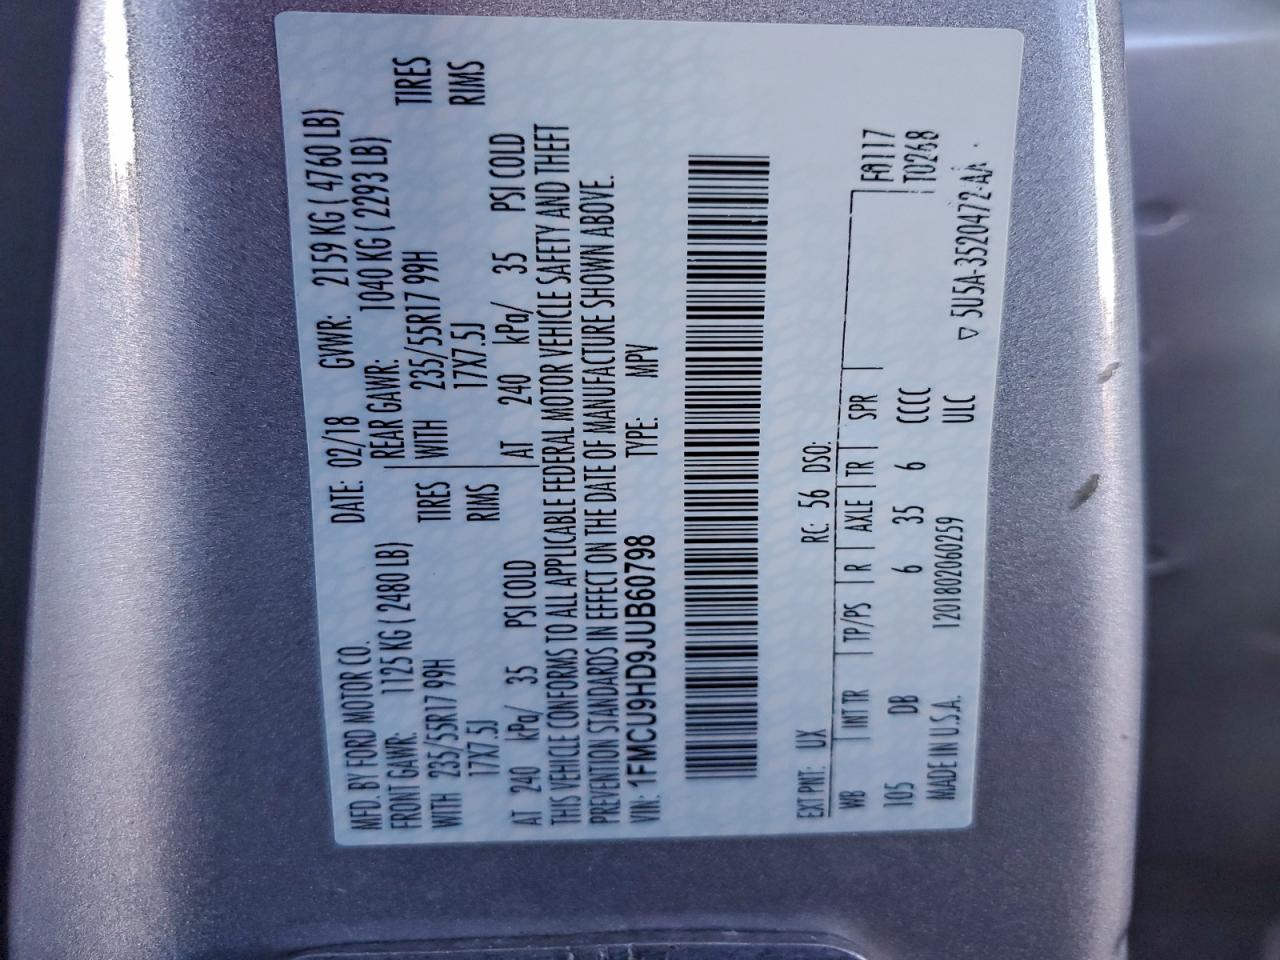 MFD. BY FORD MOTOR CO. DATE: 02/18 GVWR: 2159 KG ( 4760 LB)
FRONT GAWR: 1125 KG ( 2480 LB) REAR GAWR: 1040 KG ( 2293 LB)
WITH 235/55R17 99H TIRES WITH 235/55R17 99H TIRES
17X7.5J RIMS 17X7.5J RIMS
AT 240 kPa/ 35 PSI COLD AT 240 kPa/ 35 PSI COLD
THIS VEHICLE CONFORMS TO ALL APPLICABLE FEDERAL MOTOR VEHICLE SAFETY AND THEFT
PREVENTION STANDARDS IN EFFECT ON THE DATE OF MANUFACTURE SHOWN ABOVE.
VIN: 1FMCU9HD9JUB60798 TYPE: MPV
EXT PNT: UX RC: 56 DSO:
WB INT TR TP/PS R AXLE TR SPR F0117
105 DB 6 35 6 CCCC T0268
MADE IN U.S.A. 1201802060259 ULC
▽ 5U5A-3520472-AA